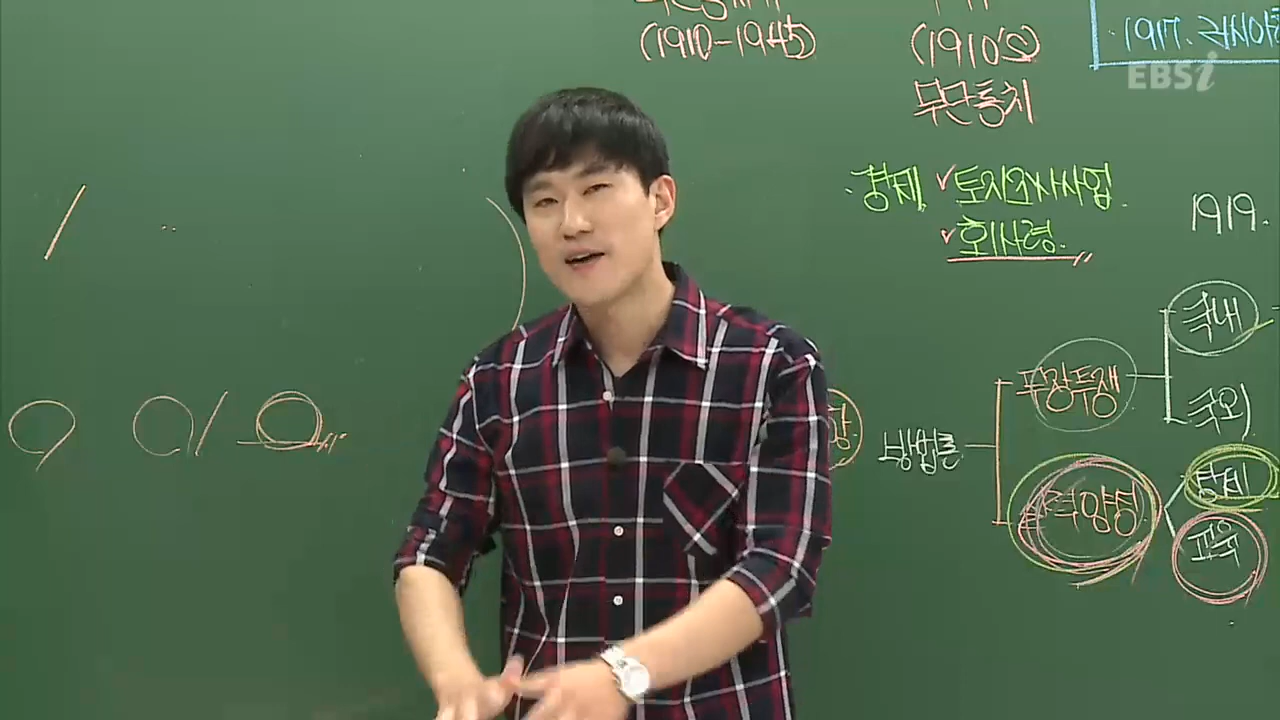 (1910-1945)
(1910's)
무단통치
1917. 러시아
EBSi
경제 ✓토지조사사업
✓회사령
1919.
국내
무장투쟁
국외
방법론
경제
실력양성
교육